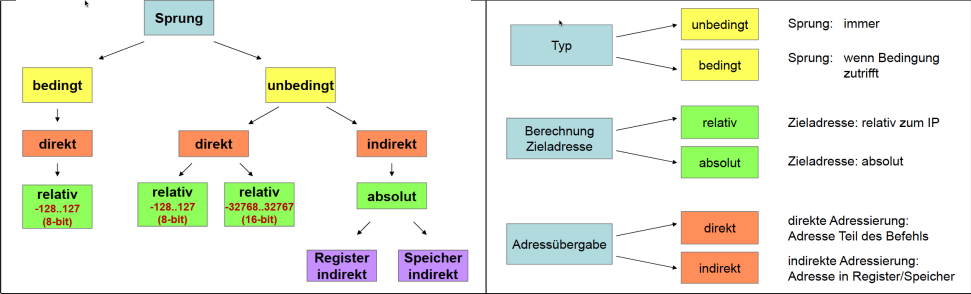 Sprung
bedingt
unbedingt
direkt
direkt
indirekt
relativ
-128..127
(8-bit)
relativ
-128..127
(8-bit)
relativ
-32768..32767
(16-bit)
absolut
Register
indirekt
Speicher
indirekt
Typ
unbedingt
Sprung: immer
bedingt
Sprung: wenn Bedingung
zutrifft
Berechnung
Zieladresse
relativ
Zieladresse: relativ zum IP
absolut
Zieladresse: absolut
Adressübergabe
direkt
direkte Adressierung:
Adresse Teil des Befehls
indirekt
indirekte Adressierung:
Adresse in Register/Speicher